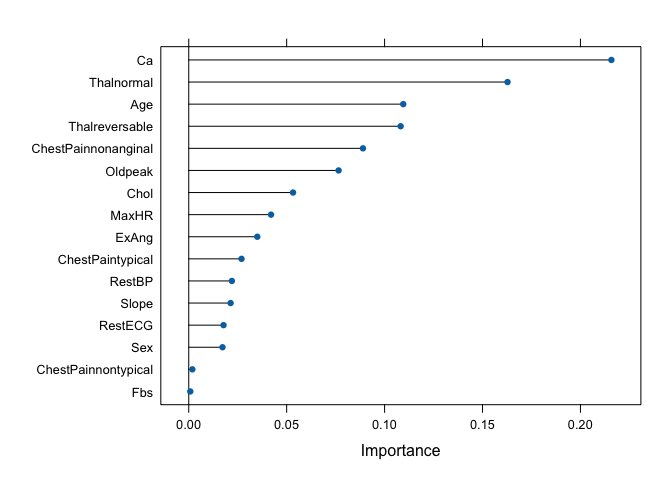 Ca
Thalnormal
Age
Thalreversable
ChestPainnonanginal
Oldpeak
Chol
MaxHR
ExAng
ChestPaintypical
RestBP
Slope
RestECG
Sex
ChestPainnontypical
Fbs
0.00 0.05 0.10 0.15 0.20
Importance